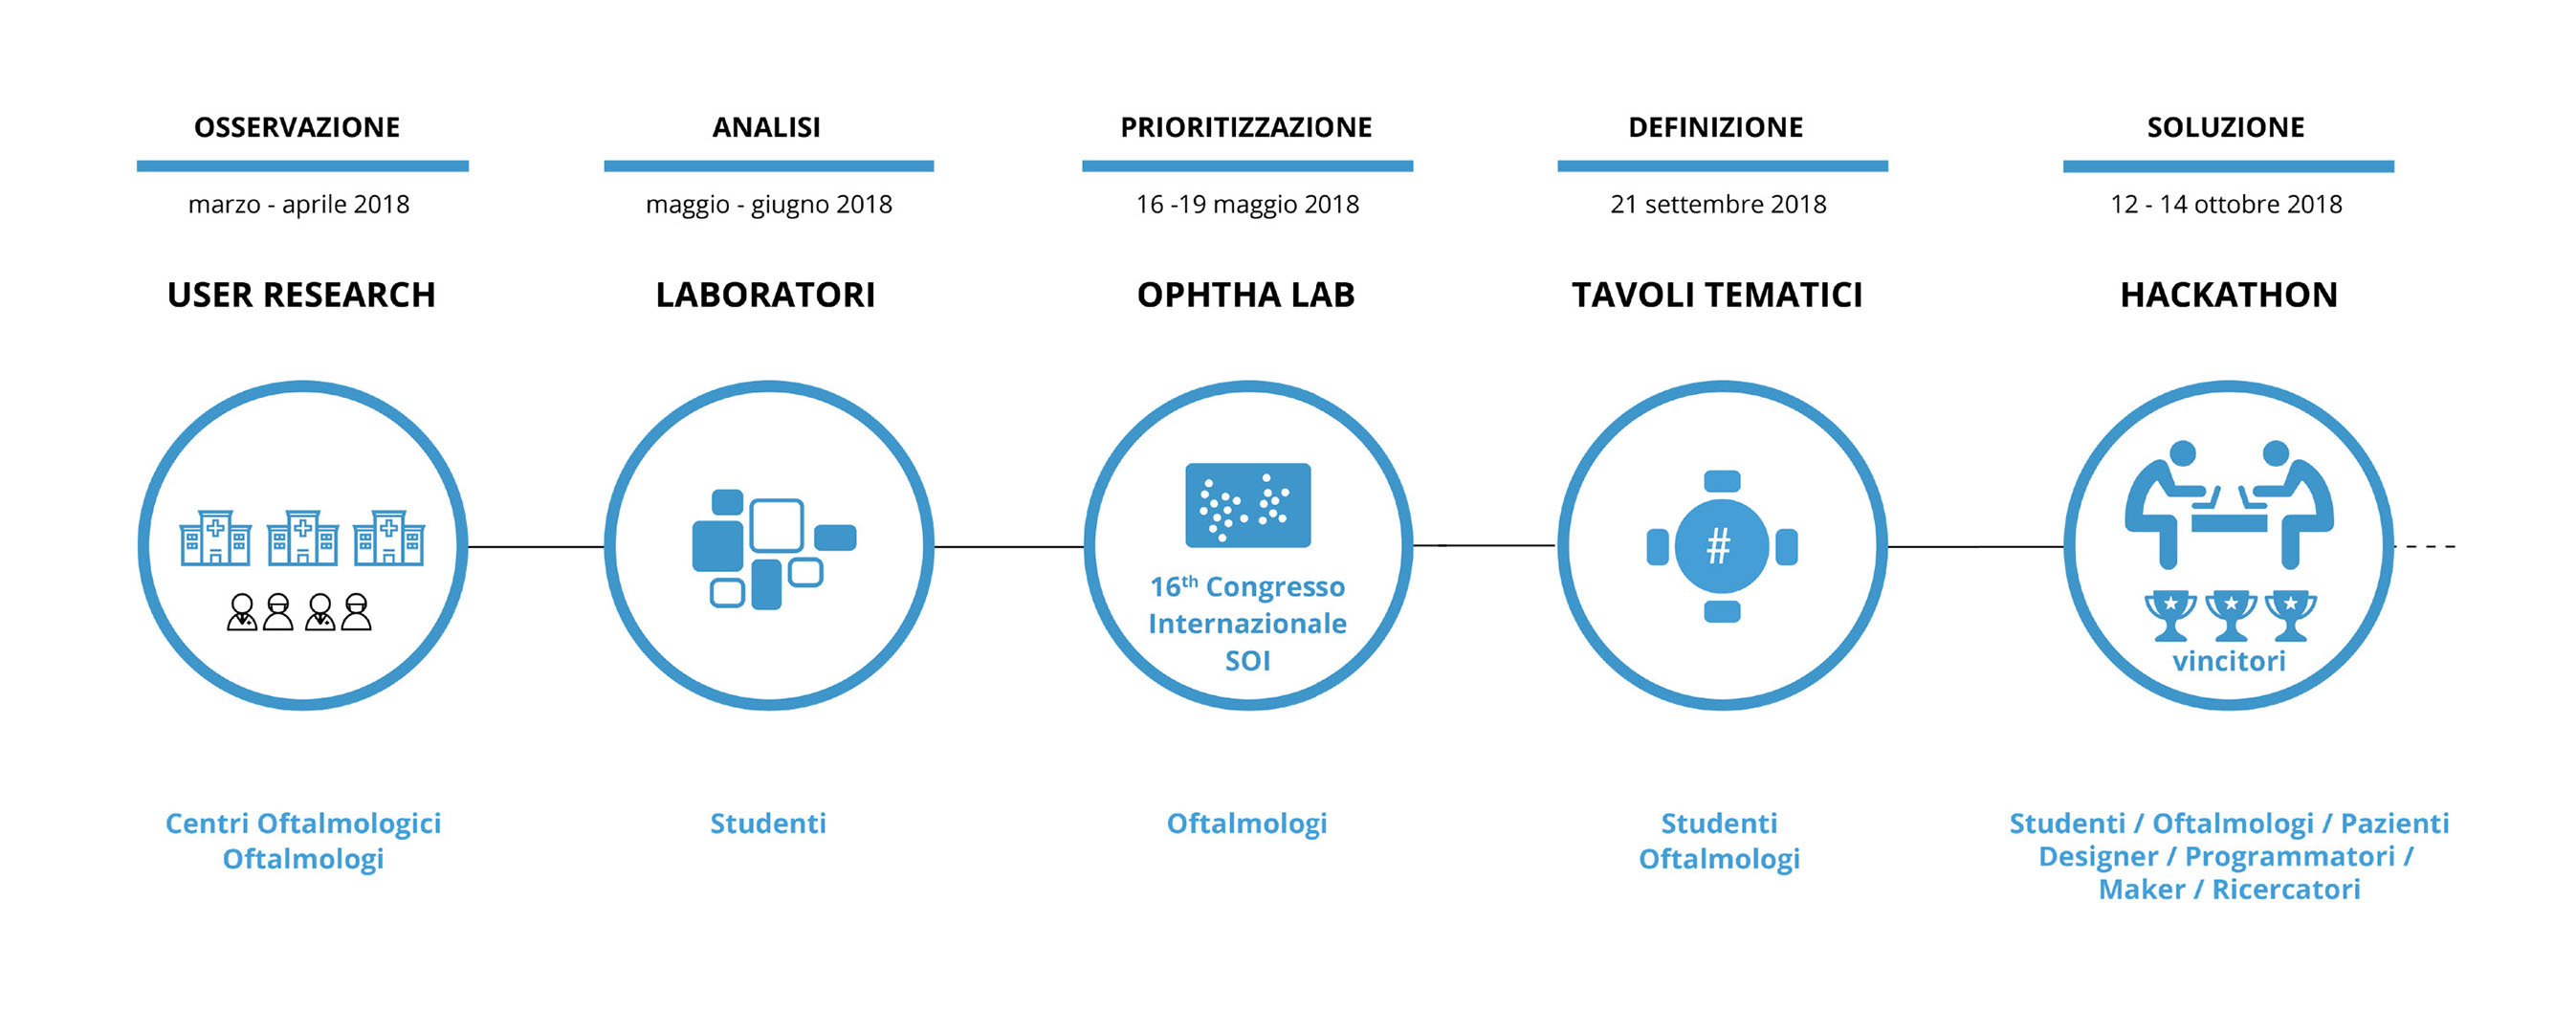 OSSERVAZIONE
marzo - aprile 2018
USER RESEARCH
Centri Oftalmologici
Oftalmologi
ANALISI
maggio - giugno 2018
LABORATORI
Studenti
PRIORITIZZAZIONE
16 -19 maggio 2018
OPHTHA LAB
16th Congresso
Internazionale
SOI
Oftalmologi
DEFINIZIONE
21 settembre 2018
TAVOLI TEMATICI
#
Studenti
Oftalmologi
SOLUZIONE
12 - 14 ottobre 2018
HACKATHON
vincitori
Studenti / Oftalmologi / Pazienti
Designer / Programmatori /
Maker / Ricercatori